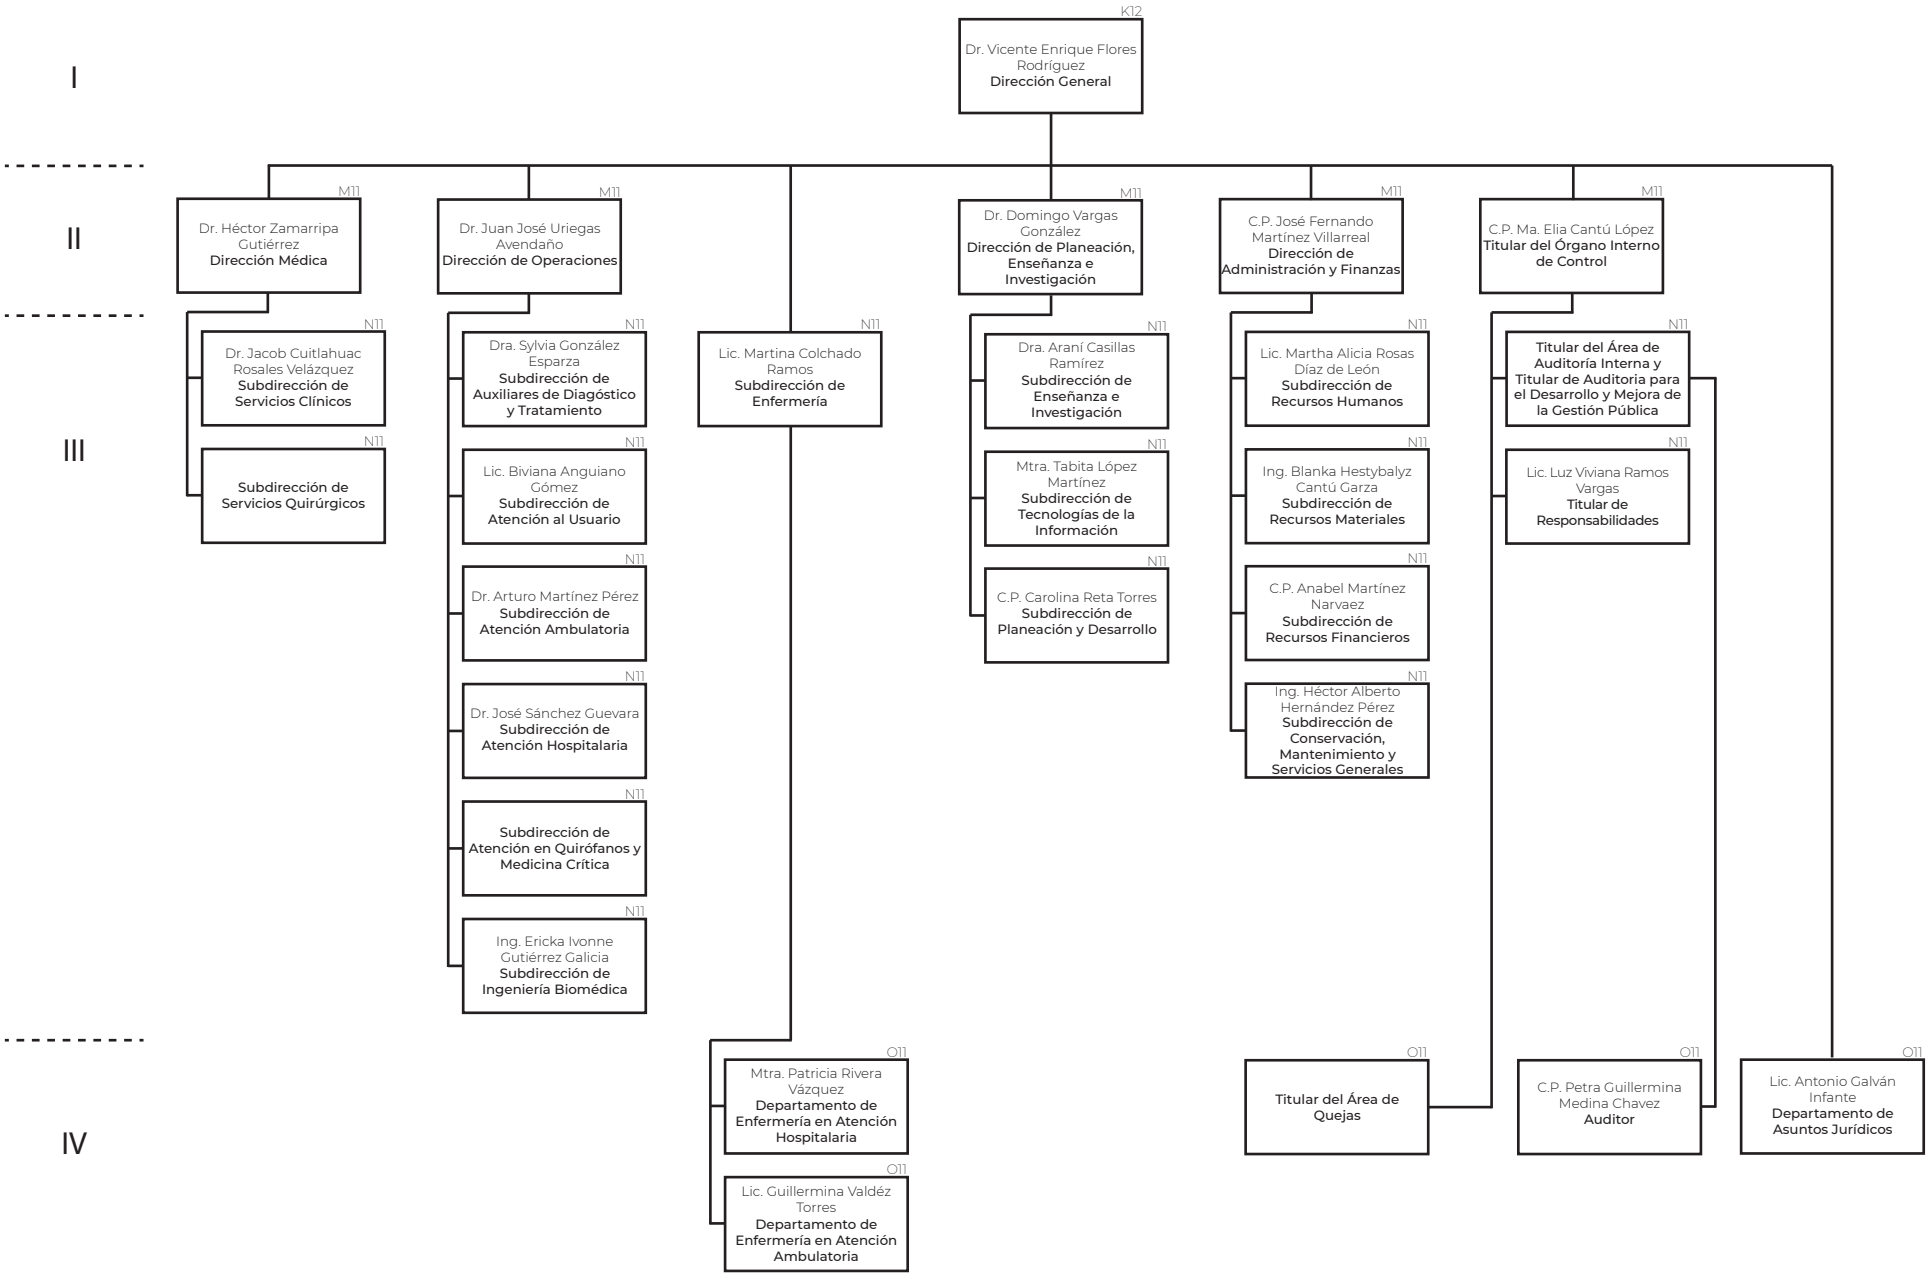 K12
Dr. Vicente Enrique Flores
Rodríguez
Dirección General
I
II
M11
Dr. Héctor Zamarripa
Gutiérrez
Dirección Médica
M11
Dr. Juan José Uriegas
Avendaño
Dirección de Operaciones
M11
Dr. Domingo Vargas
González
Dirección de Planeación,
Enseñanza e
Investigación
M11
C.P. José Fernando
Martínez Villarreal
Dirección de
Administración y Finanzas
M11
C.P. Ma. Elia Cantú López
Titular del Órgano Interno
de Control
III
N11
Dr. Jacob Cuitlahuac
Rosales Velázquez
Subdirección de
Servicios Clínicos
N11
Subdirección de
Servicios Quirúrgicos
N11
Dra. Sylvia González
Esparza
Subdirección de
Auxiliares de Diagóstico
y Tratamiento
N11
Lic. Biviana Anguiano
Gómez
Subdirección de
Atención al Usuario
N11
Dr. Arturo Martínez Pérez
Subdirección de
Atención Ambulatoria
N11
Dr. José Sánchez Guevara
Subdirección de
Atención Hospitalaria
N11
Subdirección de
Atención en Quirófanos y
Medicina Crítica
N11
Ing. Ericka Ivonne
Gutiérrez Galicia
Subdirección de
Ingeniería Biomédica
N11
Lic. Martina Colchado
Ramos
Subdirección de
Enfermería
N11
Dra. Araní Casillas
Ramírez
Subdirección de
Enseñanza e
Investigación
N11
Mtra. Tabita López
Martínez
Subdirección de
Tecnologías de la
Información
N11
C.P. Carolina Reta Torres
Subdirección de
Planeación y Desarrollo
N11
Lic. Martha Alicia Rosas
Díaz de León
Subdirección de
Recursos Humanos
N11
Ing. Blanka Hestybalyz
Cantú Garza
Subdirección de
Recursos Materiales
N11
C.P. Anabel Martínez
Narvaez
Subdirección de
Recursos Financieros
N11
Ing. Héctor Alberto
Hernández Pérez
Subdirección de
Conservación,
Mantenimiento y
Servicios Generales
N11
Titular del Área de
Auditoría Interna y
Titular de Auditoria para
el Desarrollo y Mejora de
la Gestión Pública
N11
Lic. Luz Viviana Ramos
Vargas
Titular de
Responsabilidades
IV
O11
Mtra. Patricia Rivera
Vázquez
Departamento de
Enfermería en Atención
Hospitalaria
O11
Lic. Guillermina Valdéz
Torres
Departamento de
Enfermería en Atención
Ambulatoria
O11
Titular del Área de
Quejas
O11
C.P. Petra Guillermina
Medina Chavez
Auditor
O11
Lic. Antonio Galván
Infante
Departamento de
Asuntos Jurídicos